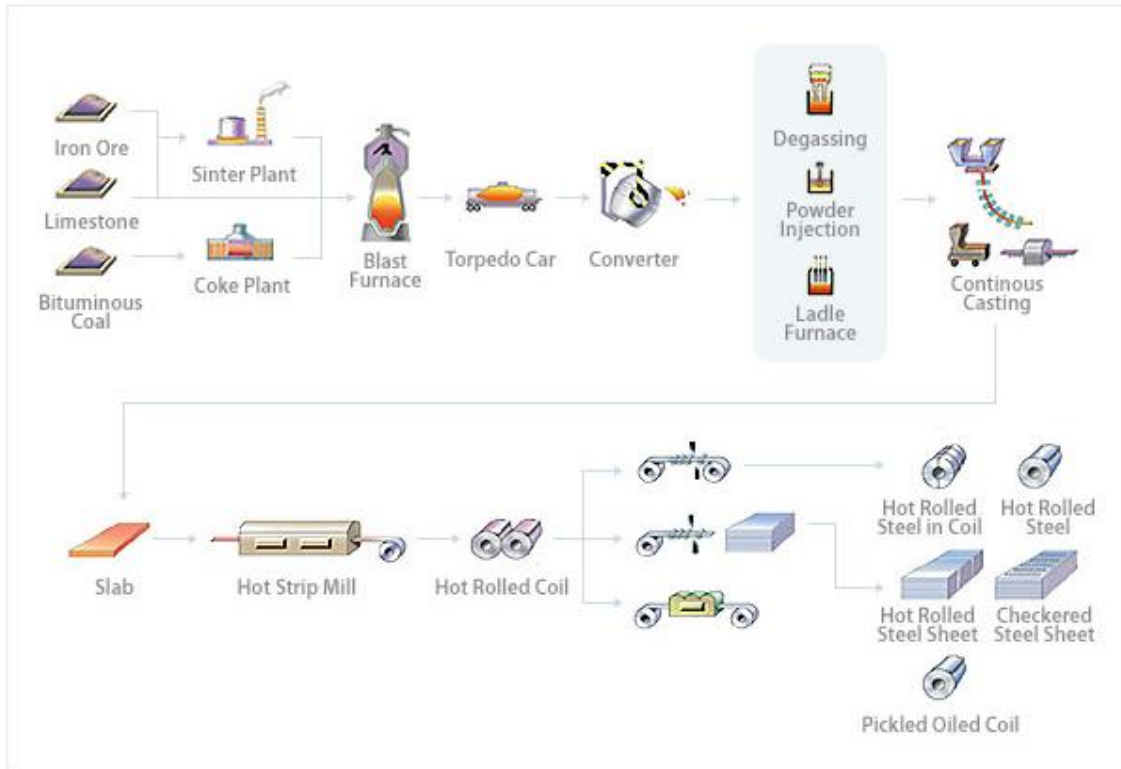 Iron Ore
Limestone
Bituminous
Coal
Sinter Plant
Coke Plant
Blast
Furnace
Torpedo Car
Converter
Degassing
Powder
Injection
Ladle
Furnace
Continous
Casting
Slab
Hot Strip Mill
Hot Rolled Coil
Hot Rolled
Steel in Coil
Hot Rolled
Steel
Hot Rolled
Steel Sheet
Checkered
Steel Sheet
Pickled Oiled Coil